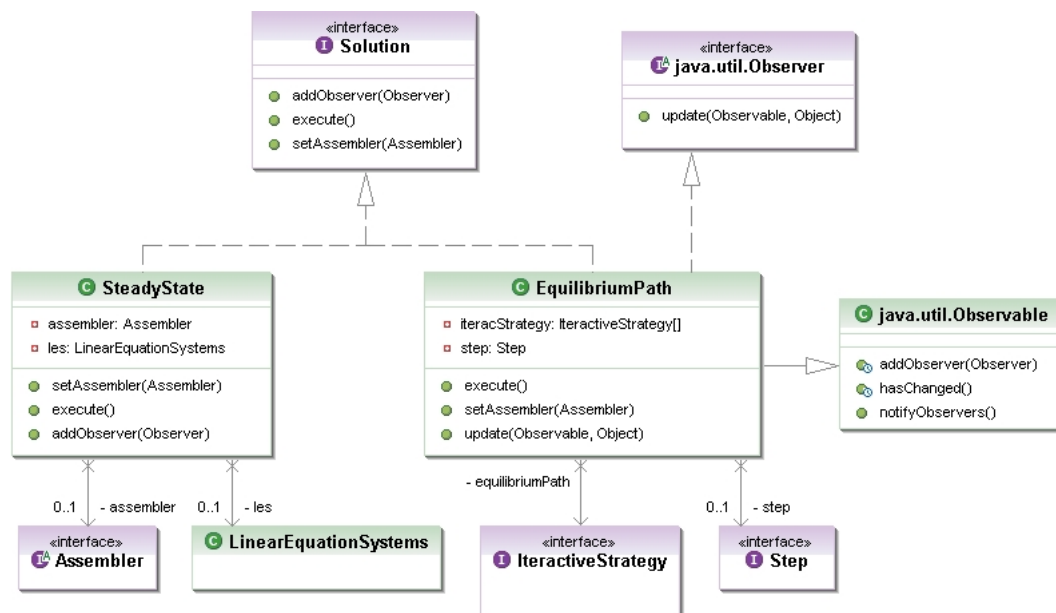 «interface»
Solution
addObserver(Observer)
execute()
setAssembler(Assembler)
«interface»
java.util.Observer
update(Observable, Object)
SteadyState
assembler: Assembler
les: LinearEquationSystems
setAssembler(Assembler)
execute()
addObserver(Observer)
EquilibriumPath
iteracStrategy: IteractiveStrategy[]
step: Step
execute()
setAssembler(Assembler)
update(Observable, Object)
java.util.Observable
addObserver(Observer)
hasChanged()
notifyObservers()
0..1 - assembler
0..1 - les
- equilibriumPath
0..1 - step
«interface»
Assembler
LinearEquationSystems
«interface»
IteractiveStrategy
«interface»
Step